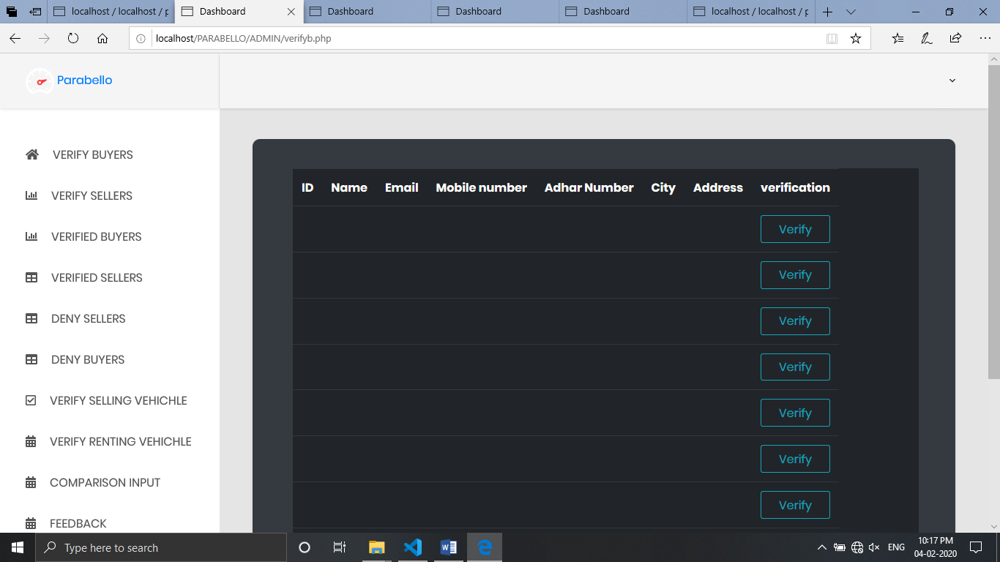 localhost / localhost / p
Dashboard
Dashboard
Dashboard
Dashboard
localhost / localhost / p
localhost/PARABELLO/ADMIN/verifyb.php
Parabello
VERIFY BUYERS
VERIFY SELLERS
VERIFIED BUYERS
VERIFIED SELLERS
DENY SELLERS
DENY BUYERS
VERIFY SELLING VEHICHLE
VERIFY RENTING VEHICHLE
COMPARISON INPUT
FEEDBACK
ID Name Email Mobile number Adhar Number City Address verification
Verify
Verify
Verify
Verify
Verify
Verify
Verify
Type here to search
ENG
10:17 PM
04-02-2020